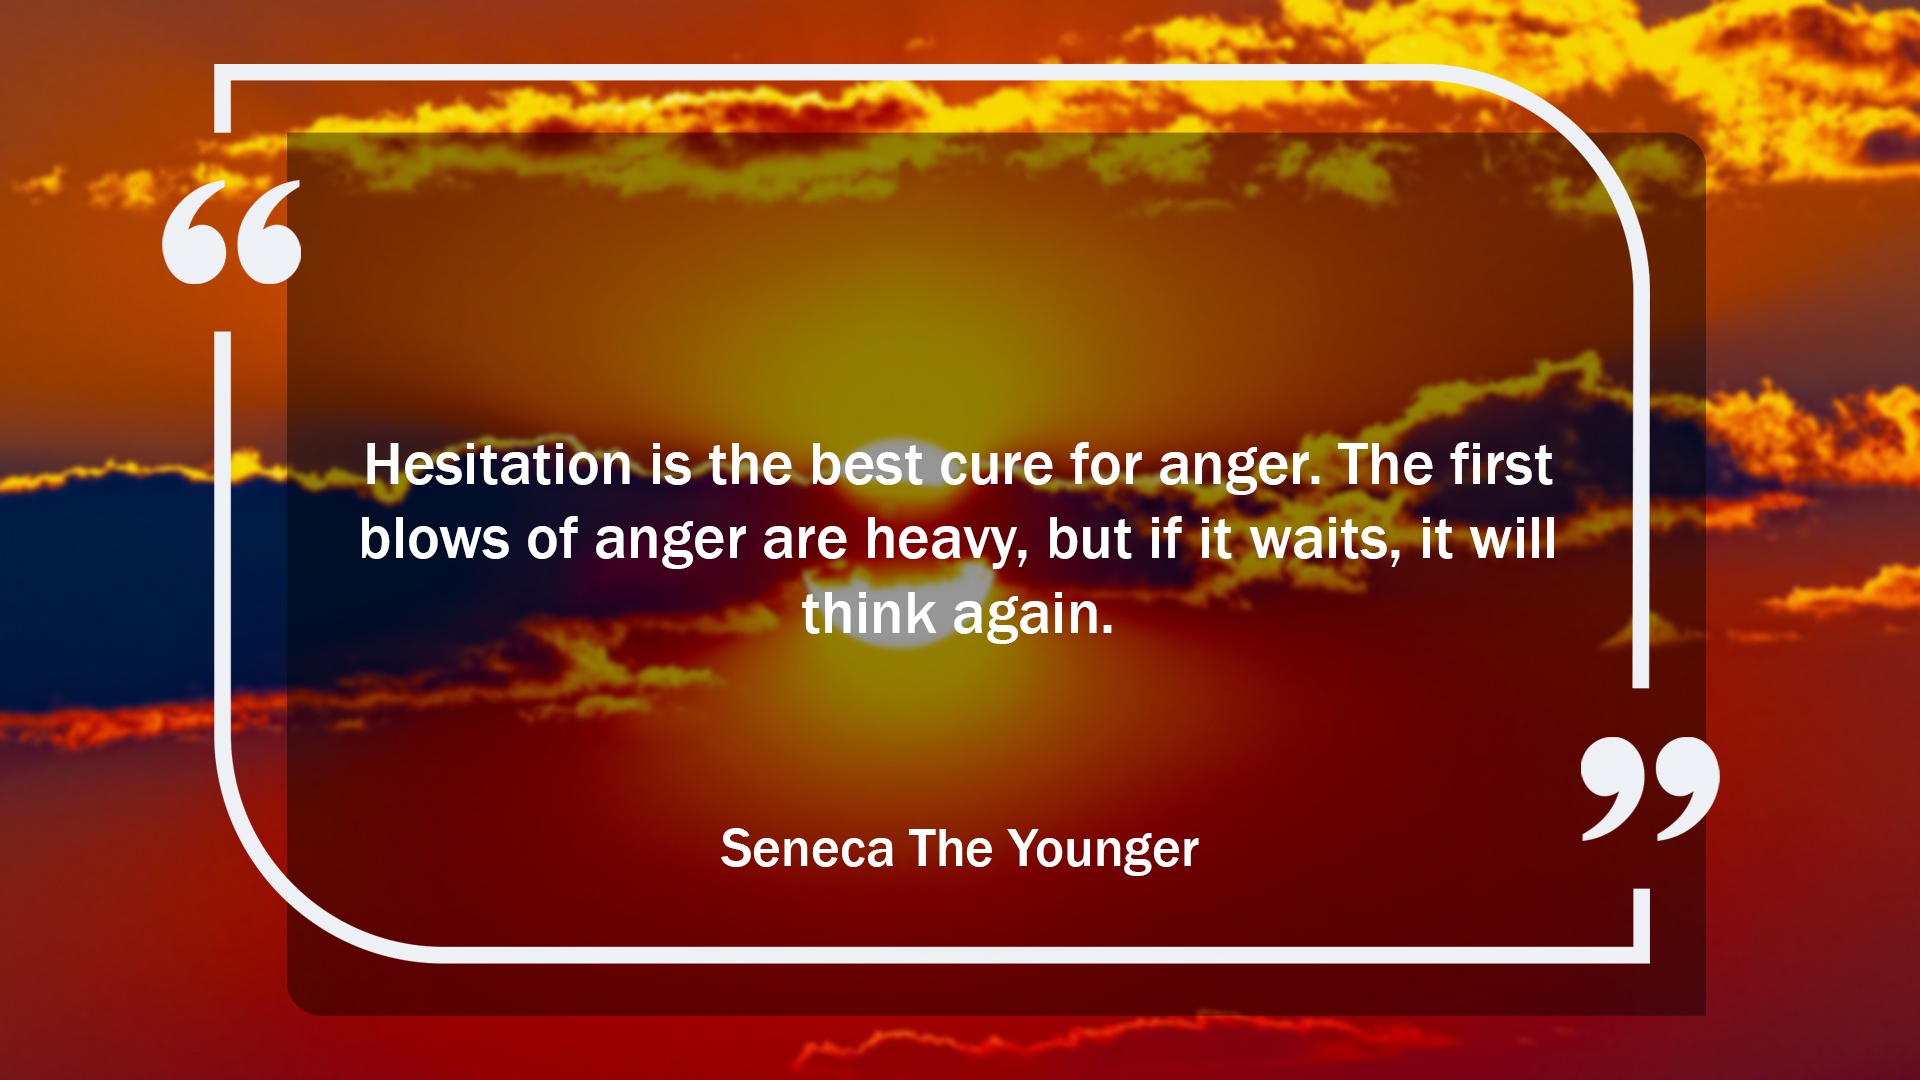 “
Hesitation is the best cure for anger. The first
blows of anger are heavy, but if it waits, it will
think again.
”
Seneca The Younger